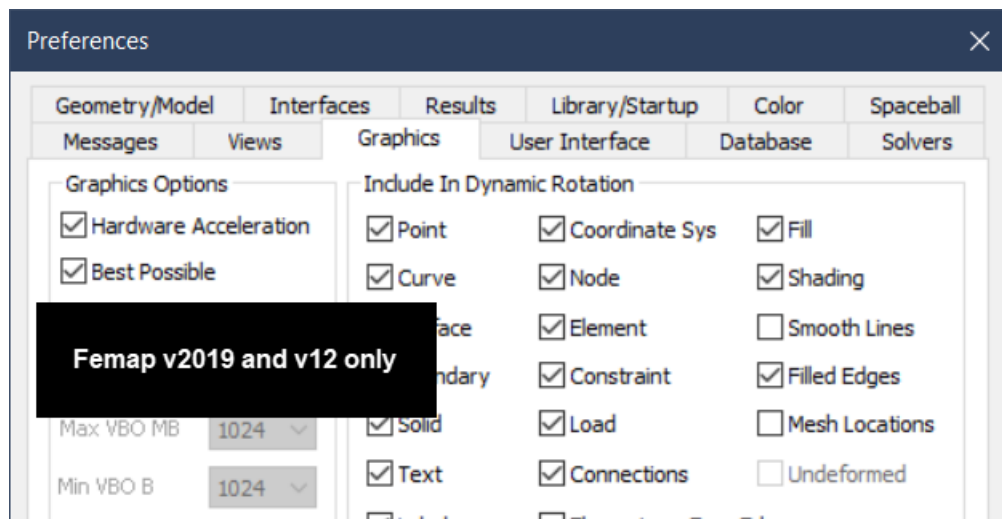 Preferences
Geometry/Model Interfaces Results Library/Startup Color Spaceball
Messages Views Graphics User Interface Database Solvers
Graphics Options
Hardware Acceleration
Best Possible
Femap v2019 and v12 only
Max VBO MB 1024
Min VBO B 1024
Include In Dynamic Rotation
Point Coordinate Sys Fill
Curve Node Shading
Element Smooth Lines
Constraint Filled Edges
Solid Load Mesh Locations
Text Connections Undeformed